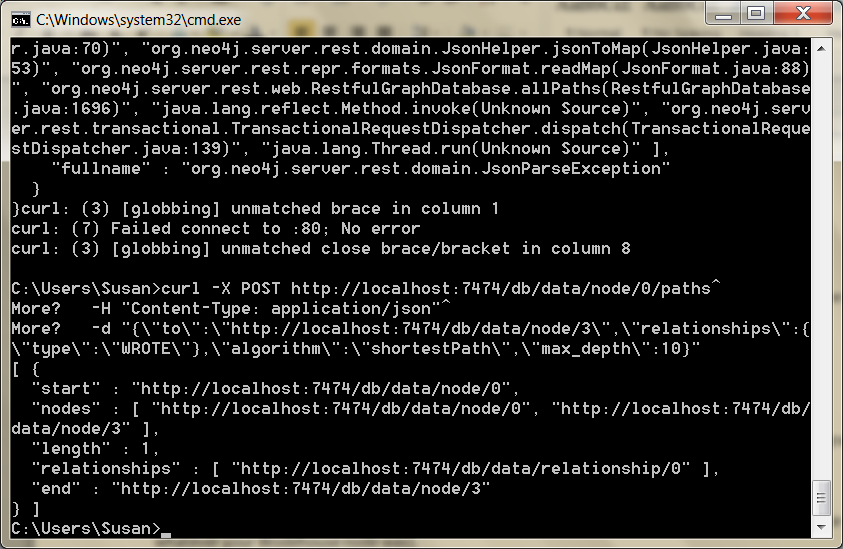 C:\Windows\system32\cmd.exe
r.java:70)", "org.neo4j.server.rest.domain.JsonHelper.jsonToMap(JsonHelper.java:
53)", "org.neo4j.server.rest.repr.formats.JsonFormat.readMap(JsonFormat.java:88)
", "org.neo4j.server.rest.web.RestfulGraphDatabase.allPaths(RestfulGraphDatabase
.java:1696)", "java.lang.reflect.Method.invoke(Unknown Source)", "org.neo4j.serv
er.rest.transactional.TransactionalRequestDispatcher.dispatch(TransactionalReque
stDispatcher.java:139)", "java.lang.Thread.run(Unknown Source)" ],
    "fullname" : "org.neo4j.server.rest.domain.JsonParseException"
  }
}curl: (3) [globbing] unmatched brace in column 1
curl: (7) Failed connect to :80; No error
curl: (3) [globbing] unmatched close brace/bracket in column 8
C:\Users\Susan>curl -X POST http://localhost:7474/db/data/node/0/paths^
More?   -H "Content-Type: application/json"^
More?   -d "{\"to\":\"http://localhost:7474/db/data/node/3\",\"relationships\":{
\"type\":\"WROTE\"},\"algorithm\":\"shortestPath\",\"max_depth\":10}"
[ {
  "start" : "http://localhost:7474/db/data/node/0",
  "nodes" : [ "http://localhost:7474/db/data/node/0", "http://localhost:7474/db/
data/node/3" ],
  "length" : 1,
  "relationships" : [ "http://localhost:7474/db/data/relationship/0" ],
  "end" : "http://localhost:7474/db/data/node/3"
} ]
C:\Users\Susan>_